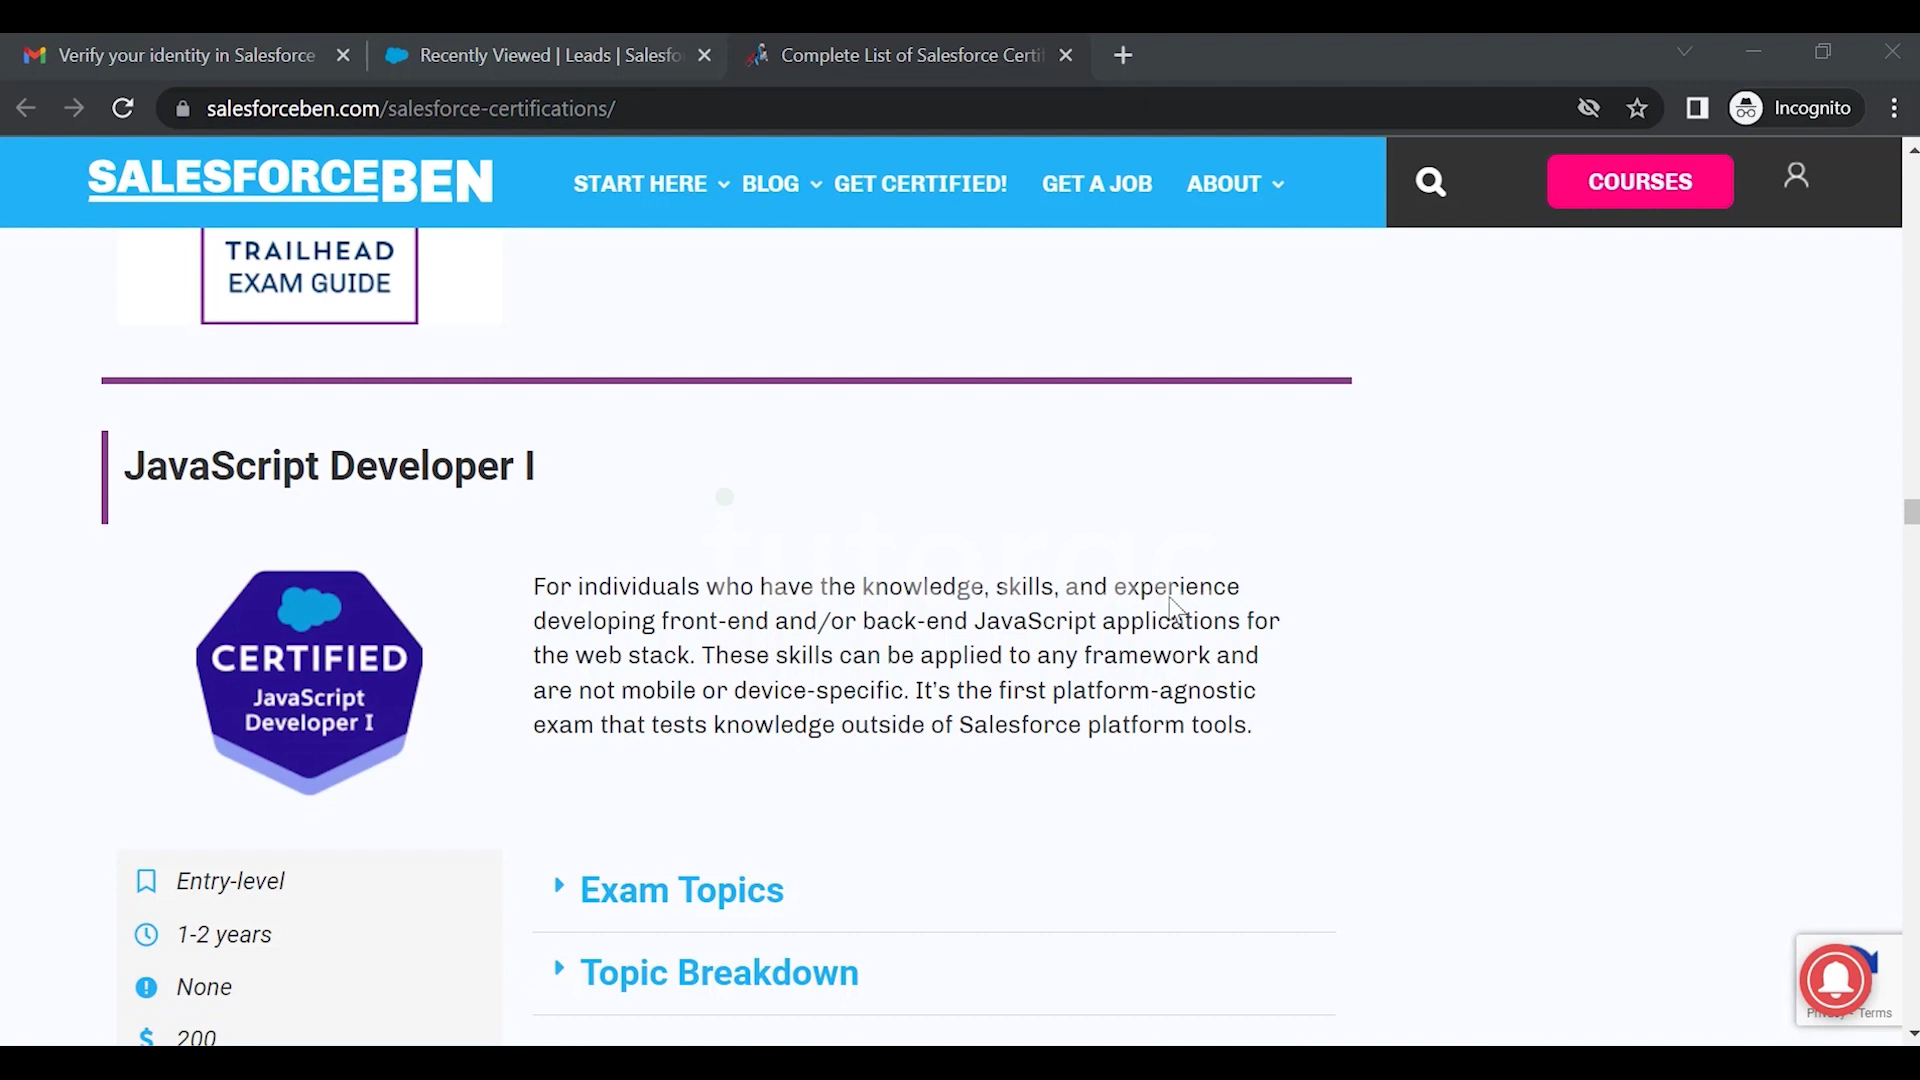 Verify your identity in Salesforce
Recently Viewed | Leads | Salesfo
Complete List of Salesforce Certi
salesforceben.com/salesforce-certifications/
Incognito
SALESFORCEBEN
START HERE
BLOG
GET CERTIFIED!
GET A JOB
ABOUT
COURSES
TRAILHEAD
EXAM GUIDE
JavaScript Developer I
tutorac
CERTIFIED
JavaScript
Developer I
For individuals who have the knowledge, skills, and experience
developing front-end and/or back-end JavaScript applications for
the web stack. These skills can be applied to any framework and
are not mobile or device-specific. It's the first platform-agnostic
exam that tests knowledge outside of Salesforce platform tools.
Entry-level
1-2 years
None
$ 200
Exam Topics
Topic Breakdown
Terms